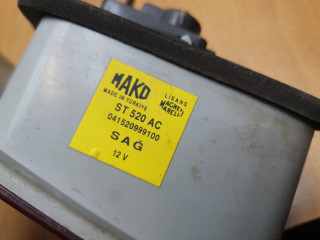 MAKO
MADE IN TÜRKİYE
LİSANS
MAGNETI
MARELLI
ST 520 AC
041520999100
SAĞ
12 V